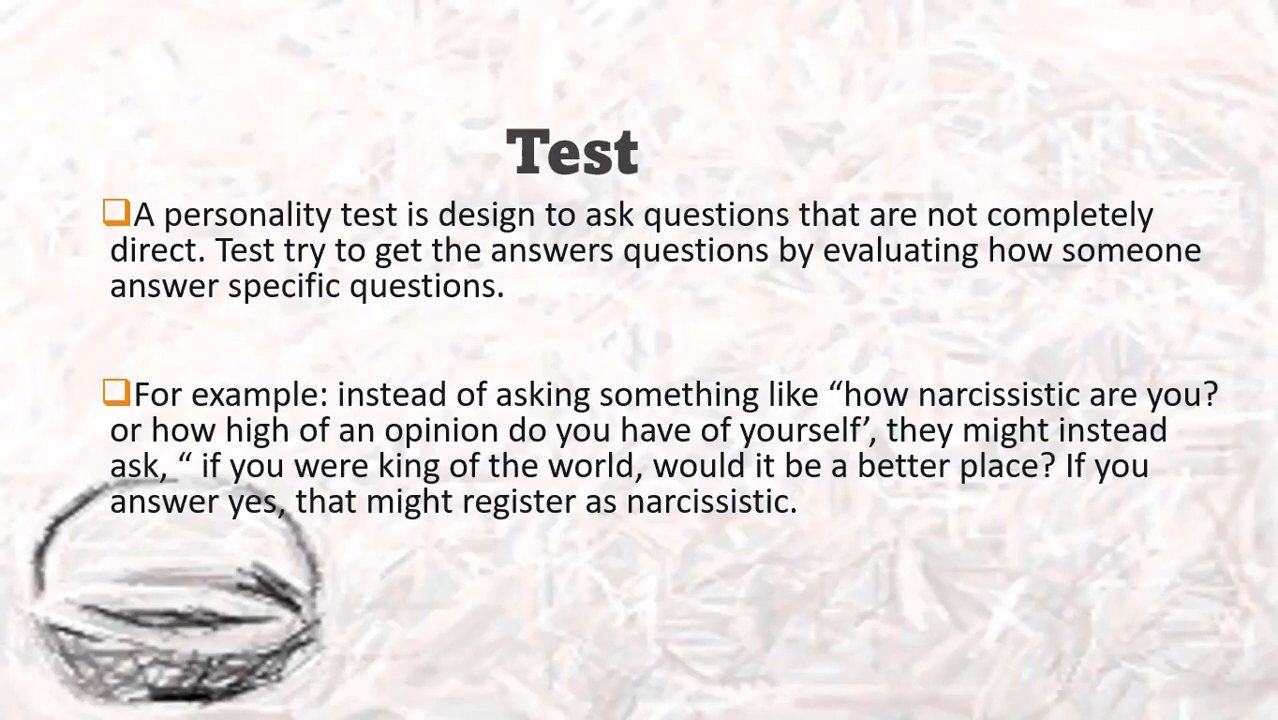 Test
❑A personality test is design to ask questions that are not completely
direct. Test try to get the answers questions by evaluating how someone
answer specific questions.
❑For example: instead of asking something like “how narcissistic are you?
or how high of an opinion do you have of yourself’, they might instead
ask, “ if you were king of the world, would it be a better place? If you
answer yes, that might register as narcissistic.